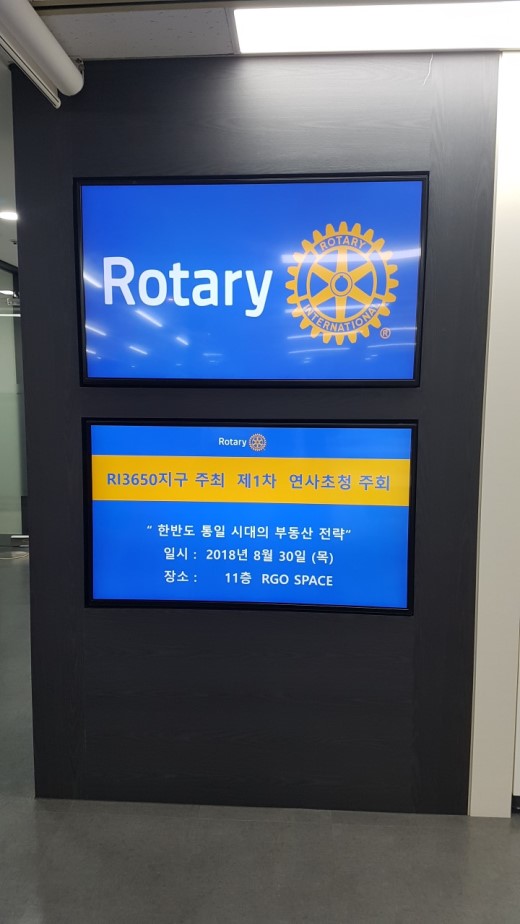 Rotary
ROTARY
INTERNATIONAL
®
Rotary
RI3650지구 주최 제1차 연사초청 주회
“ 한반도 통일 시대의 부동산 전략”
일시 : 2018년 8월 30일 (목)
장소 : 11층 RGO SPACE